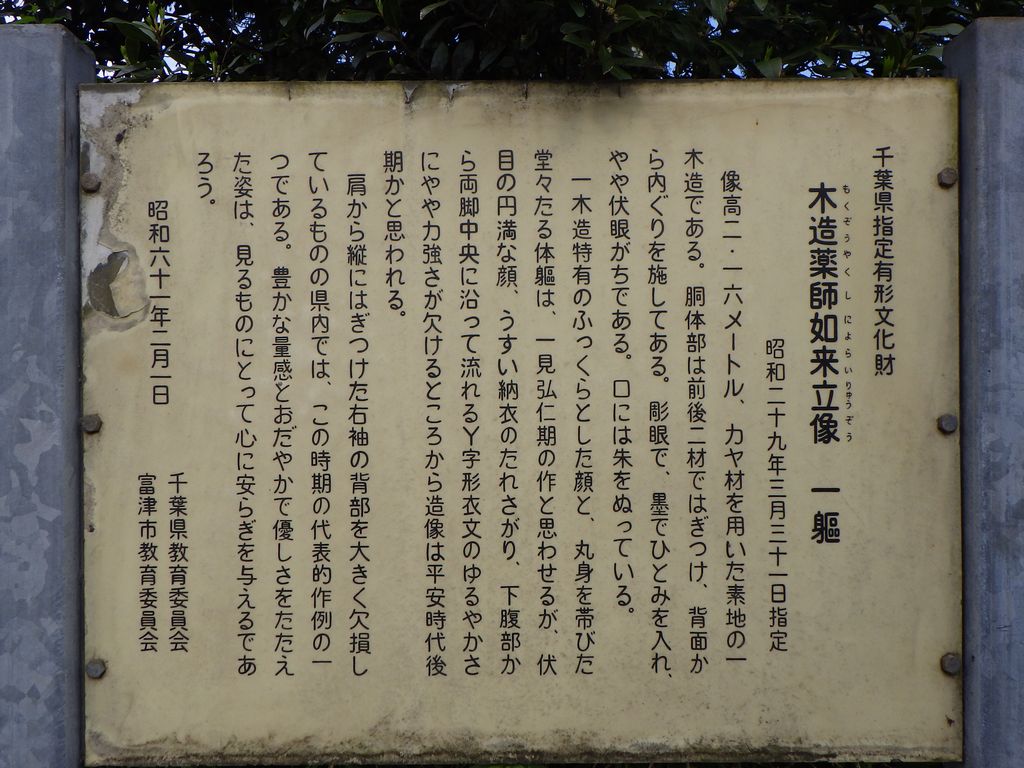 千葉県指定有形文化財
木造薬師如来立像　一軀
もくぞうやくしにょらいりゅうぞう
昭和二十九年三月三十一日指定
像高二・一六メートル、カヤ材を用いた素地の一
木造である。胴体部は前後二材ではぎつけ、背面か
ら内ぐりを施してある。彫眼で、墨でひとみを入れ、
やや伏眼がちである。口には朱をぬっている。
一木造特有のふっくらとした顔と、丸身を帯びた
堂々たる体軀は、一見弘仁期の作と思わせるが、伏
目の円満な顔、うすい納衣のたれさがり、下腹部か
ら両脚中央に沿って流れるY字形衣文のゆるやかさ
にやや力強さが欠けるところから造像は平安時代後
期かと思われる。
肩から縦にはぎつけた右袖の背部を大きく欠損し
ているものの県内では、この時期の代表的作例の一
つである。豊かな量感とおだやかで優しさをたたえ
た姿は、見るものにとって心に安らぎを与えるであ
ろう。
昭和六十一年二月一日
千葉県教育委員会
富津市教育委員会